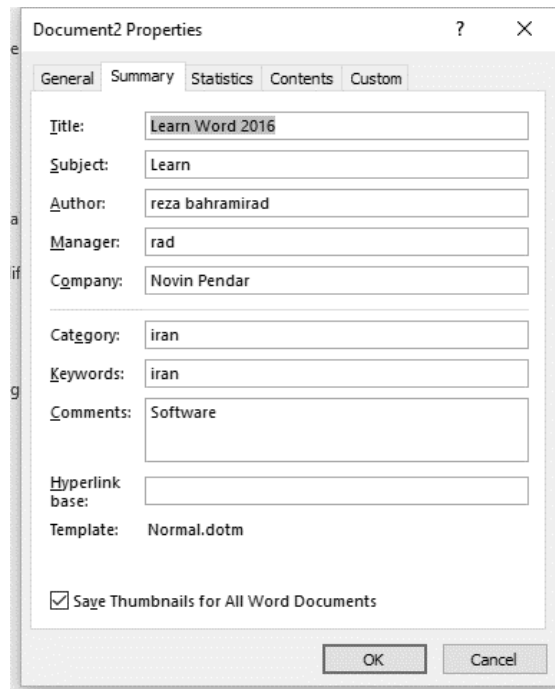 Document2 Properties ? ×
General Summary Statistics Contents Custom
Title: Learn Word 2016
Subject: Learn
Author: reza bahramirad
Manager: rad
Company: Novin Pendar
Category: iran
Keywords: iran
Comments: Software
Hyperlink
base:
Template: Normal.dotm
Save Thumbnails for All Word Documents
OK Cancel
e
a
if
g